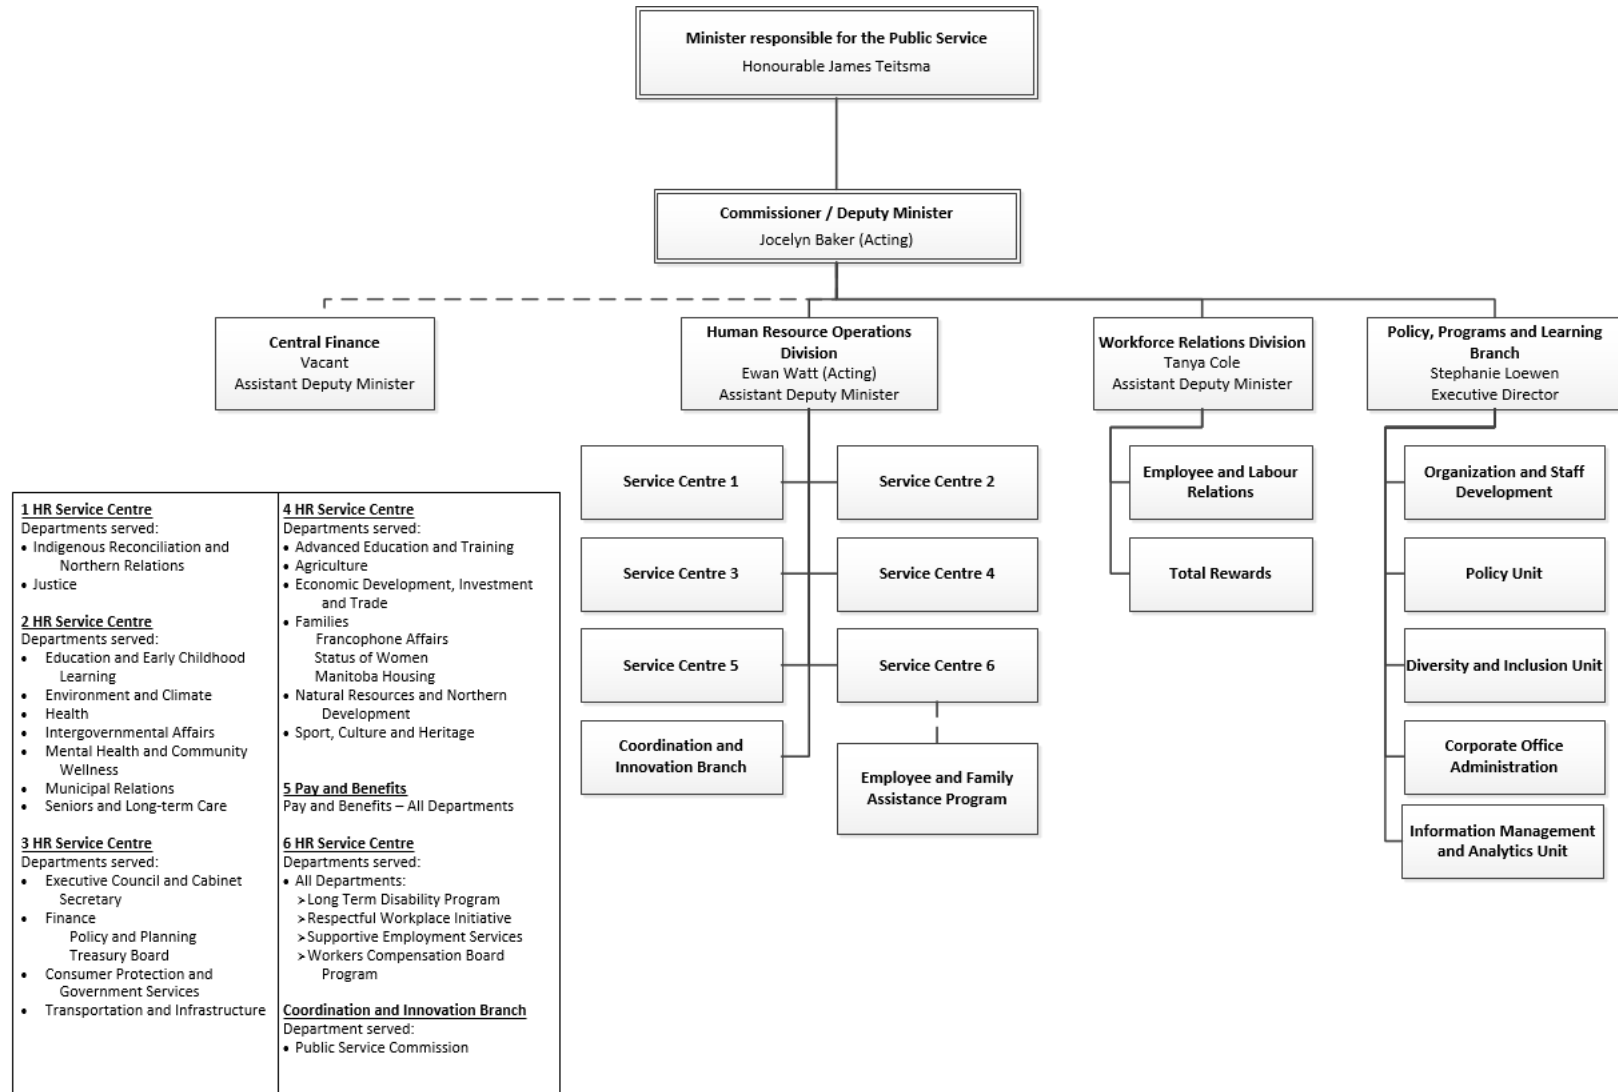 Minister responsible for the Public Service
Honourable James Teitsma
Commissioner / Deputy Minister
Jocelyn Baker (Acting)
Central Finance
Vacant
Assistant Deputy Minister
Human Resource Operations
Division
Ewan Watt (Acting)
Assistant Deputy Minister
Workforce Relations Division
Tanya Cole
Assistant Deputy Minister
Policy, Programs and Learning
Branch
Stephanie Loewen
Executive Director
Service Centre 1
Service Centre 2
Service Centre 3
Service Centre 4
Service Centre 5
Service Centre 6
Coordination and
Innovation Branch
Employee and Family
Assistance Program
Employee and Labour
Relations
Total Rewards
Organization and Staff
Development
Policy Unit
Diversity and Inclusion Unit
Corporate Office
Administration
Information Management
and Analytics Unit
1 HR Service Centre
Departments served:
• Indigenous Reconciliation and
Northern Relations
• Justice
2 HR Service Centre
Departments served:
• Education and Early Childhood
Learning
• Environment and Climate
• Health
• Intergovernmental Affairs
• Mental Health and Community
Wellness
• Municipal Relations
• Seniors and Long-term Care
3 HR Service Centre
Departments served:
• Executive Council and Cabinet
Secretary
• Finance
Policy and Planning
Treasury Board
• Consumer Protection and
Government Services
• Transportation and Infrastructure
4 HR Service Centre
Departments served:
• Advanced Education and Training
• Agriculture
• Economic Development, Investment
and Trade
• Families
Francophone Affairs
Status of Women
Manitoba Housing
• Natural Resources and Northern
Development
• Sport, Culture and Heritage
5 Pay and Benefits
Pay and Benefits – All Departments
6 HR Service Centre
Departments served:
• All Departments:
➢Long Term Disability Program
➢Respectful Workplace Initiative
➢Supportive Employment Services
➢Workers Compensation Board
Program
Coordination and Innovation Branch
Department served:
• Public Service Commission